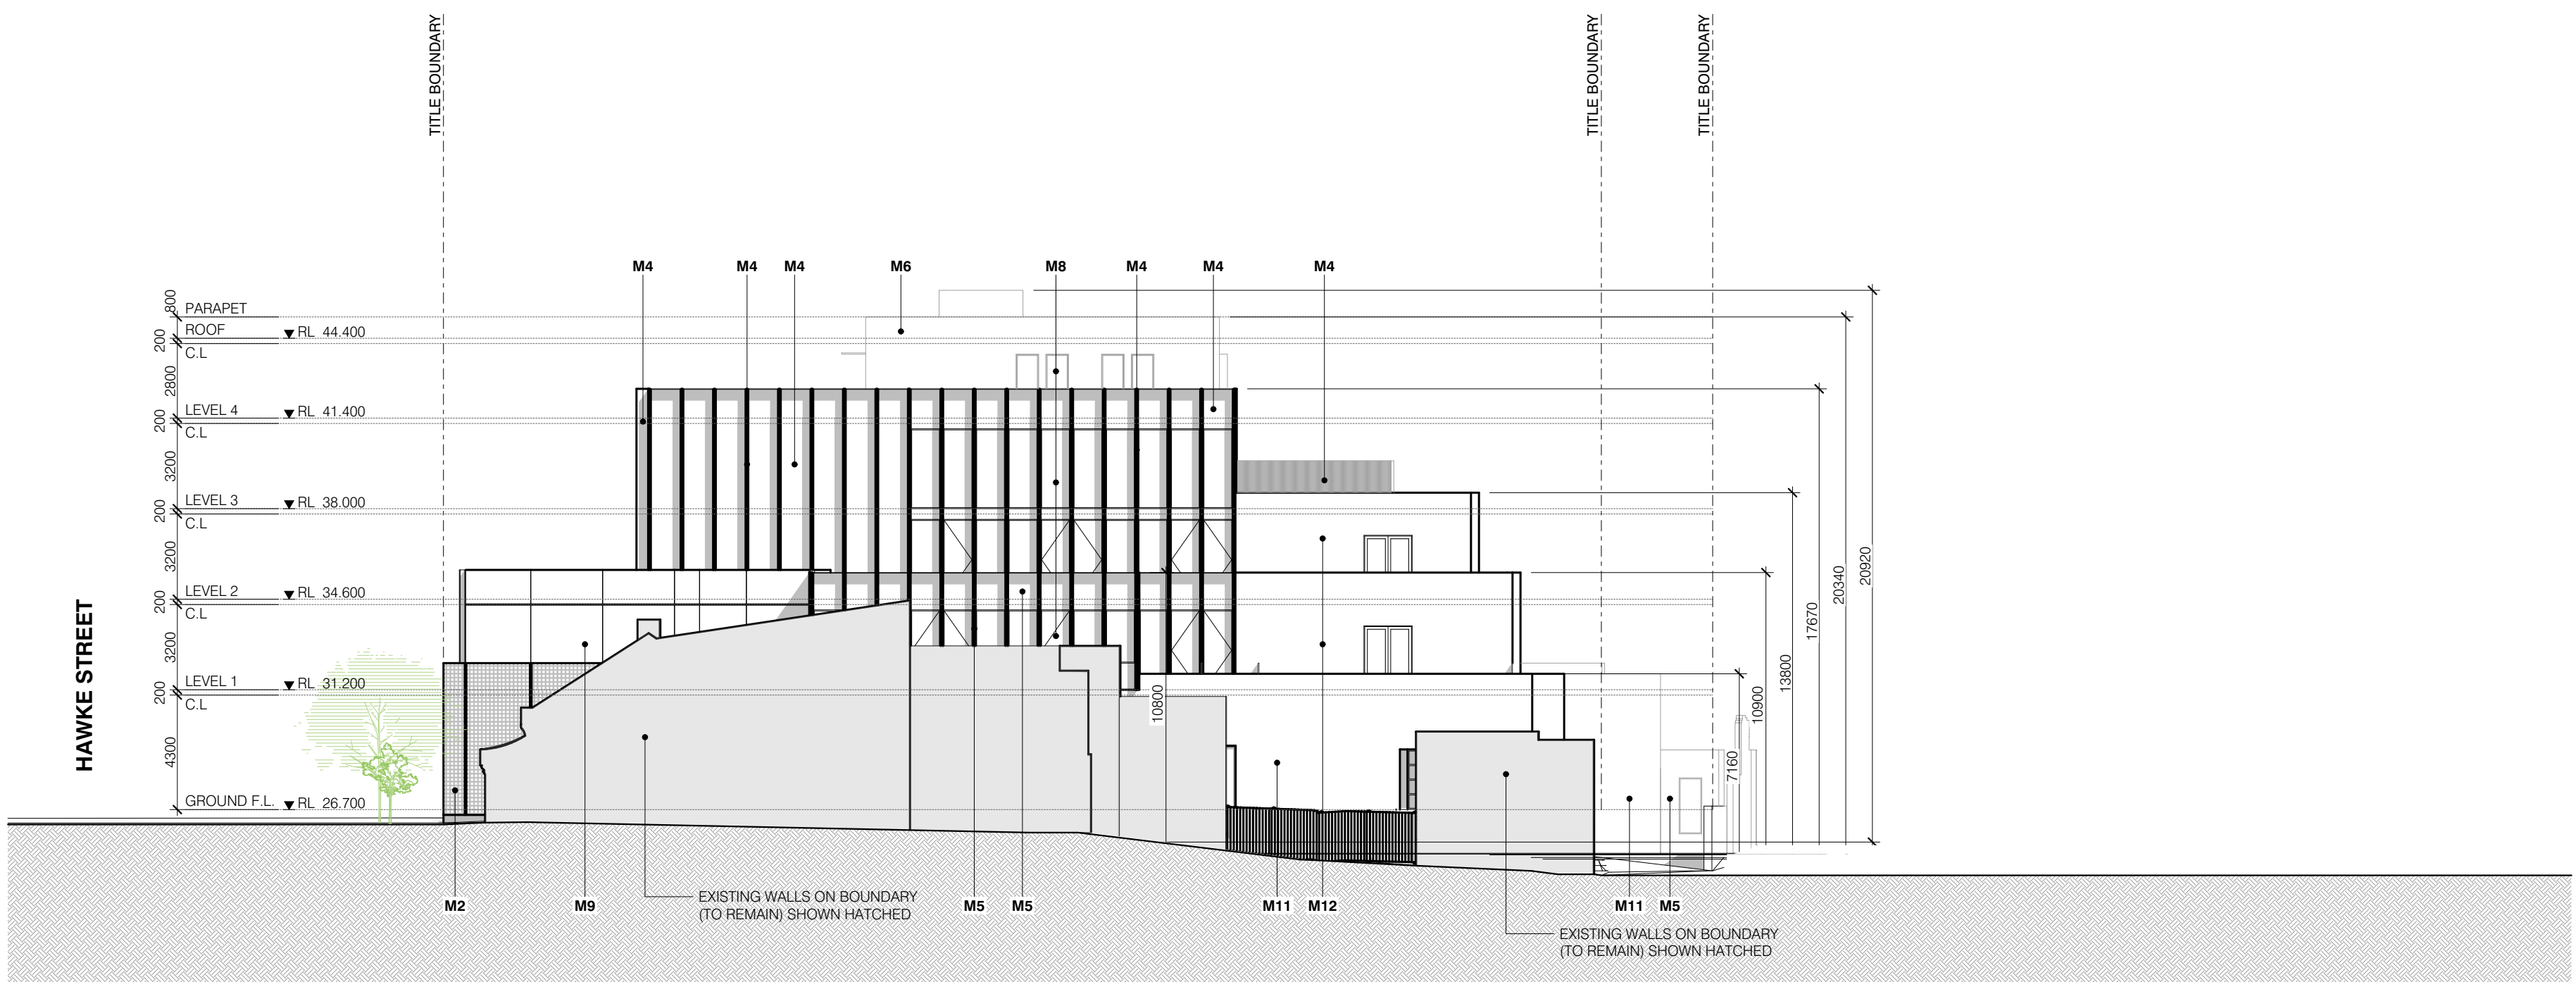 TITLE BOUNDARY
TITLE BOUNDARY
TITLE BOUNDARY
M4
M4
M4
M6
M8
M4
M4
M4
800
PARAPET
ROOF
RL 44.400
200
C.L
2800
LEVEL 4
RL 41.400
200
C.L
3200
LEVEL 3
RL 38.000
200
C.L
3200
LEVEL 2
RL 34.600
200
C.L
3200
LEVEL 1
RL 31.200
200
C.L
4300
GROUND F.L.
RL 26.700
HAWKE STREET
10800
7160
10900
13800
17670
20340
20920
M2
M9
EXISTING WALLS ON BOUNDARY
(TO REMAIN) SHOWN HATCHED
M5
M5
M11
M12
M11
M5
EXISTING WALLS ON BOUNDARY
(TO REMAIN) SHOWN HATCHED